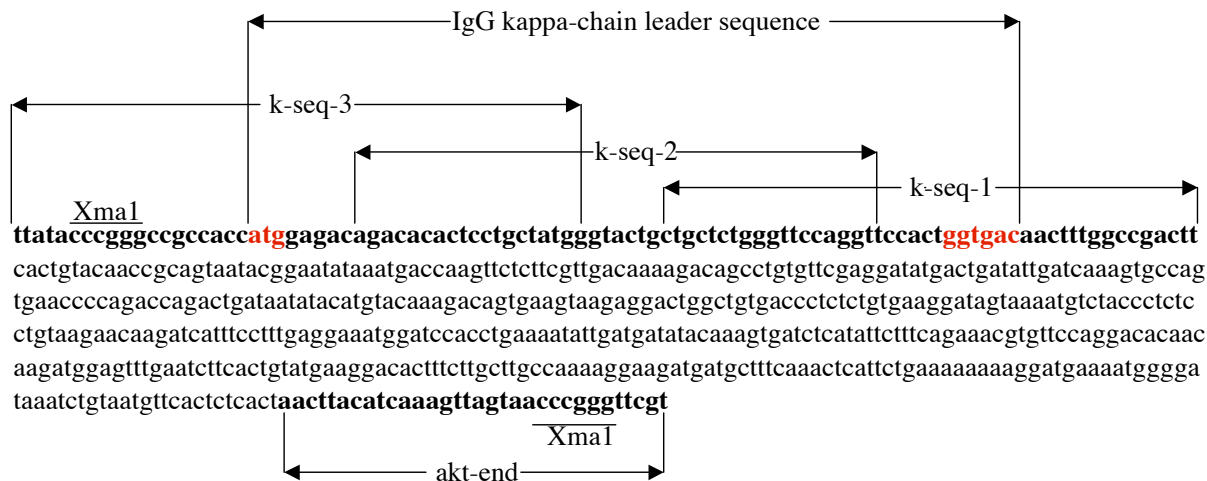 IgG kappa-chain leader sequence
k-seq-3
k-seq-2
k-seq-1
Xma1
ttatacccgggccgccaccatggagacagacacactcctgctatgggtactgctgctctgggttccaggttccactggtgacaactttggccgactt
cactgtacaaccgcagtaatacggaatataaatgaccaagttctcttcgttgacaaaagacagcctgtgttcgaggatatgactgatattgatcaaagtgccag
tgaaccccagaccagactgataatatacatgtacaaagacagtgaagtaagaggactggctgtgaccctctctgtgaaggatagtaaaatgtctaccctctc
ctgtaagaacaagatcatttcctttgaggaaatggatccacctgaaaatattgatgatatacaaagtgatctcatattctttcagaaacgtgttccaggacacaac
aagatggagtttgaatcttcactgtatgaaggacactttcttgcttgccaaaaggaagatgatgctttcaaactcattctgaaaaaaaaggatgaaaatgggga
taaatctgtaatgttcactctcactaacttacatcaaagttagtaacccgggttcgt
Xma1
akt-end